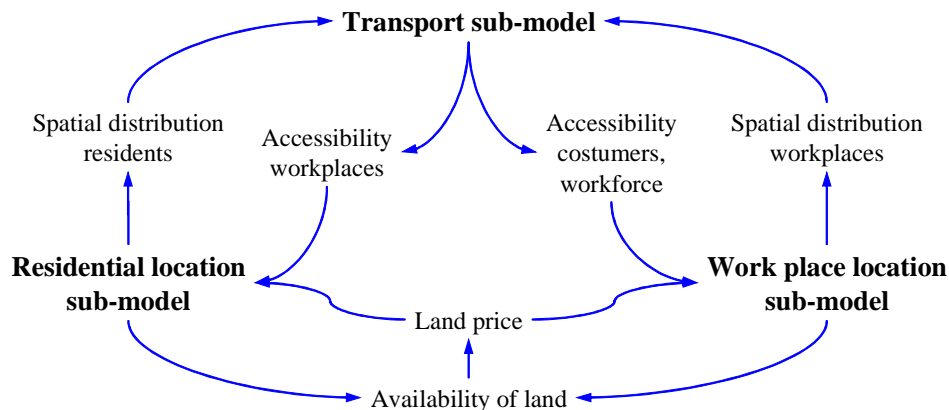 Transport sub-model
Spatial distribution
residents
Accessibility
workplaces
Accessibility
costumers,
workforce
Spatial distribution
workplaces
Residential location
sub-model
Work place location
sub-model
Land price
Availability of land